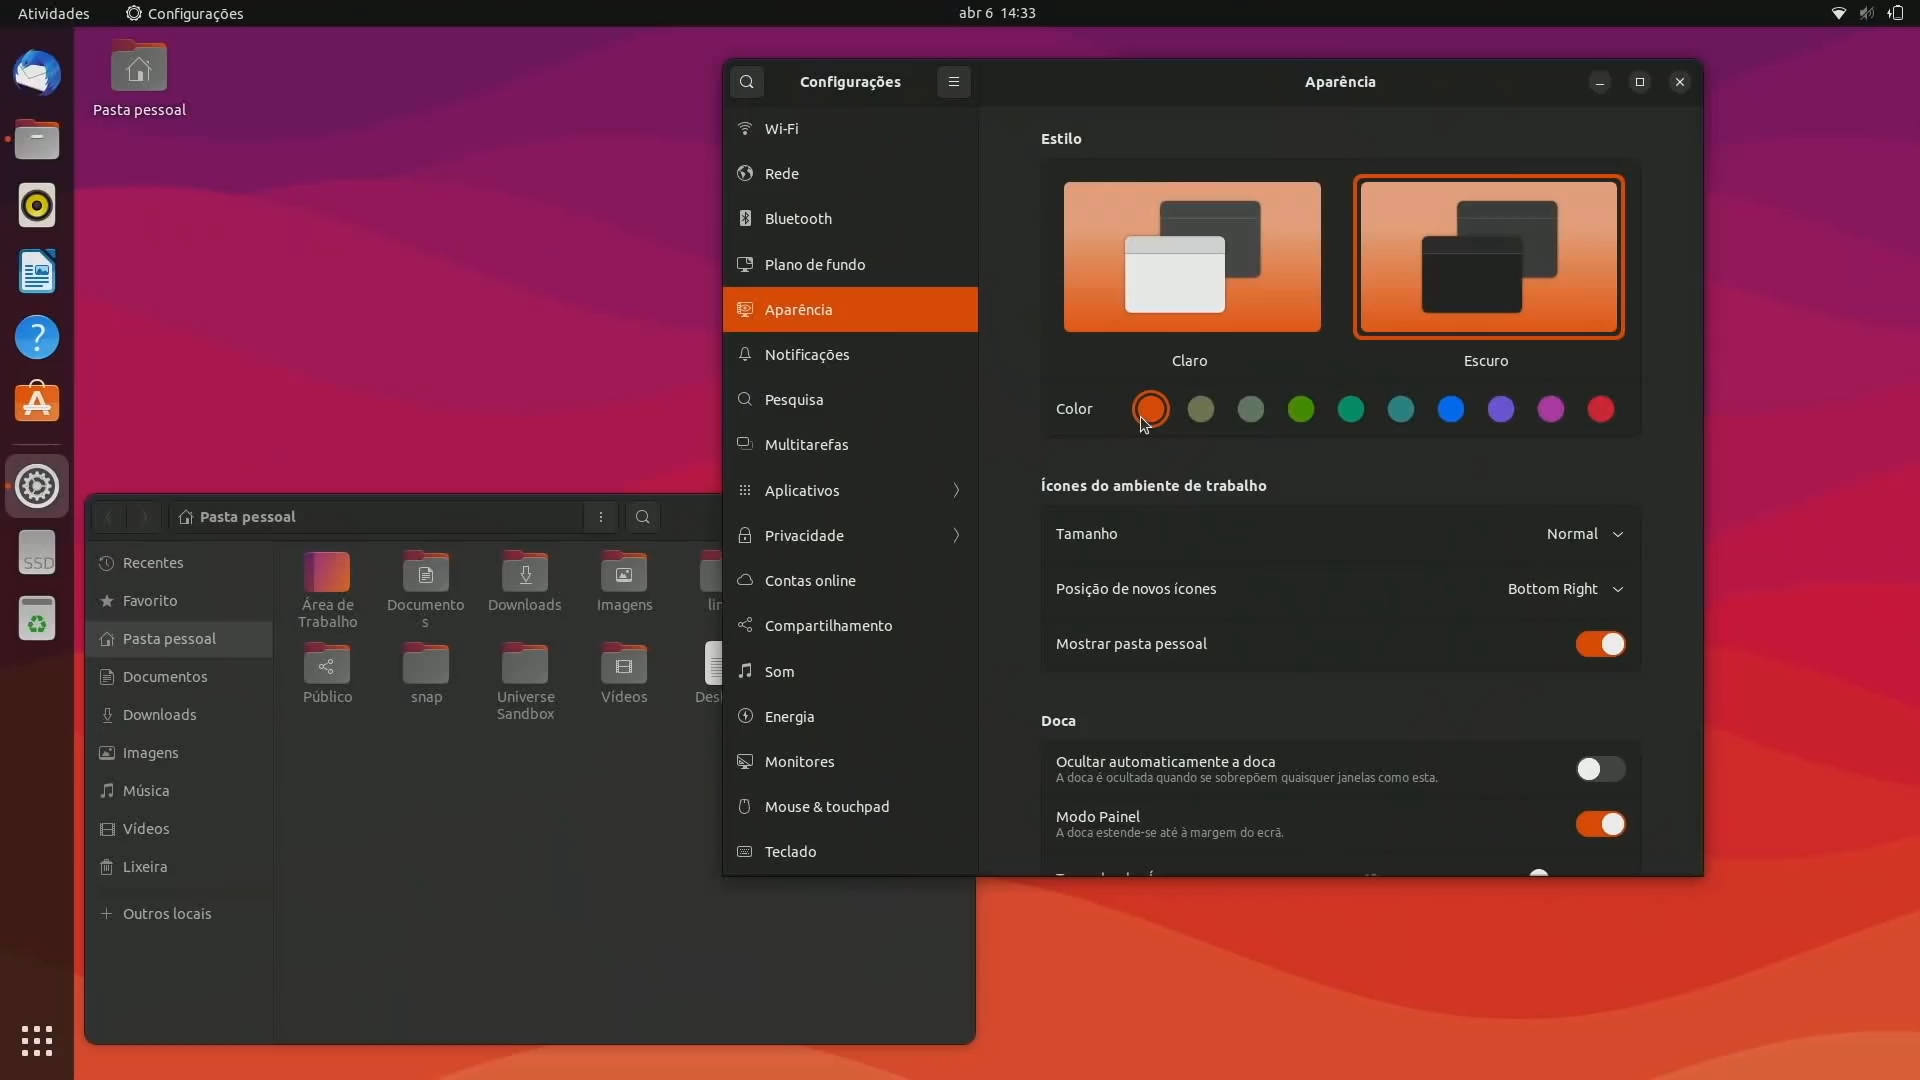 Atividades
Configurações
abr 6 14:33
Pasta pessoal
Configurações
Aparência
Wi-Fi
Rede
Bluetooth
Plano de fundo
Aparência
Notificações
Pesquisa
Multitarefas
Aplicativos
Privacidade
Contas online
Compartilhamento
Som
Energia
Monitores
Mouse & touchpad
Teclado
Estilo
Claro
Escuro
Color
Ícones do ambiente de trabalho
Tamanho
Normal
Posição de novos ícones
Bottom Right
Mostrar pasta pessoal
Doca
Ocultar automaticamente a doca
A doca é ocultada quando se sobrepõem quaisquer janelas como esta.
Modo Painel
A doca estende-se até à margem do ecrã.
Pasta pessoal
Recentes
Favorito
Pasta pessoal
Documentos
Downloads
Imagens
Música
Vídeos
Lixeira
Outros locais
Área de
Trabalho
Documento
s
Downloads
Imagens
Público
snap
Universe
Sandbox
Vídeos
SSD